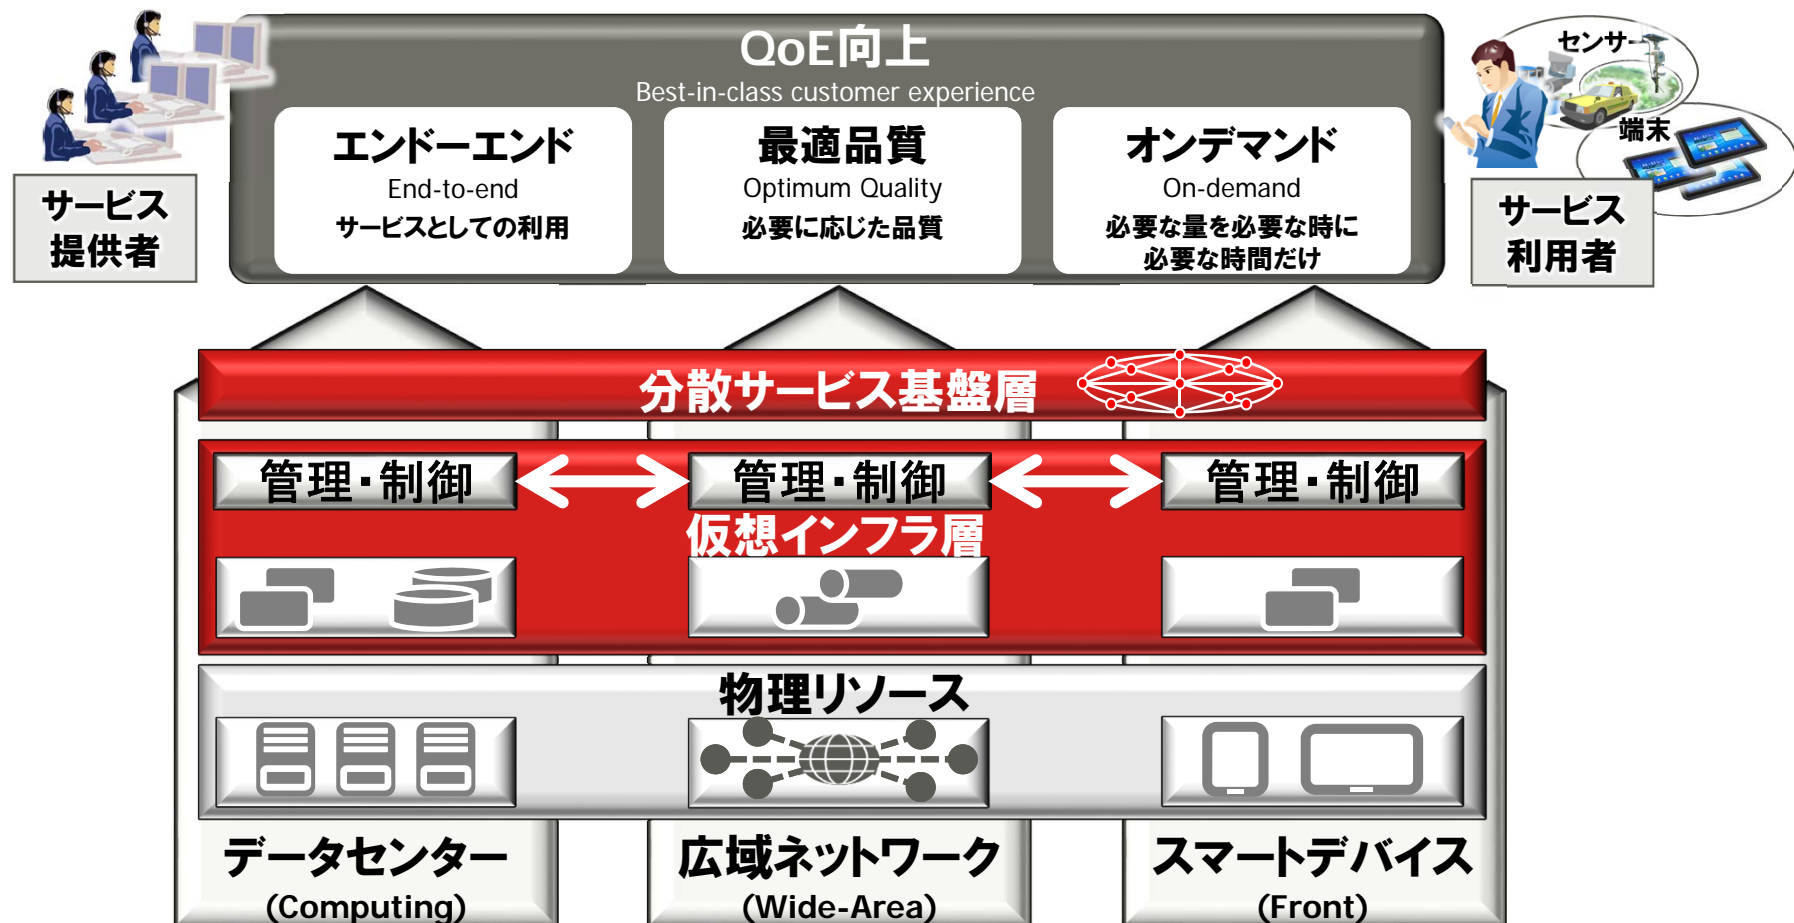 QoE向上
Best-in-class customer experience
センサー
端末
サービス
提供者
エンドーエンド
End-to-end
サービスとしての利用
最適品質
Optimum Quality
必要に応じた品質
オンデマンド
On-demand
必要な量を必要な時に
必要な時間だけ
サービス
利用者
分散サービス基盤層
管理・制御
管理・制御
管理・制御
仮想インフラ層
物理リソース
データセンター
(Computing)
広域ネットワーク
(Wide-Area)
スマートデバイス
(Front)